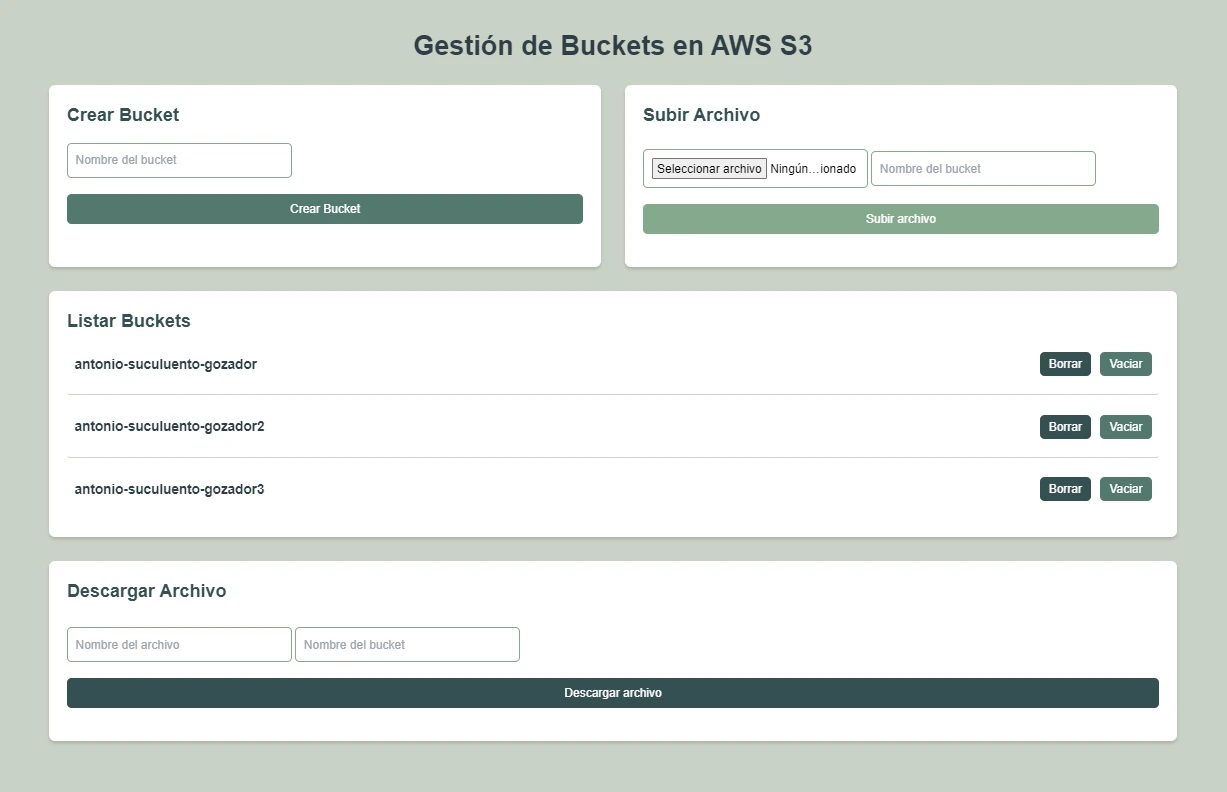 Gestión de Buckets en AWS S3
Crear Bucket
Nombre del bucket
Crear Bucket
Subir Archivo
Seleccionar archivo Ningún...ionado Nombre del bucket
Subir archivo
Listar Buckets
antonio-suculuento-gozador Borrar Vaciar
antonio-suculuento-gozador2 Borrar Vaciar
antonio-suculuento-gozador3 Borrar Vaciar
Descargar Archivo
Nombre del archivo Nombre del bucket
Descargar archivo